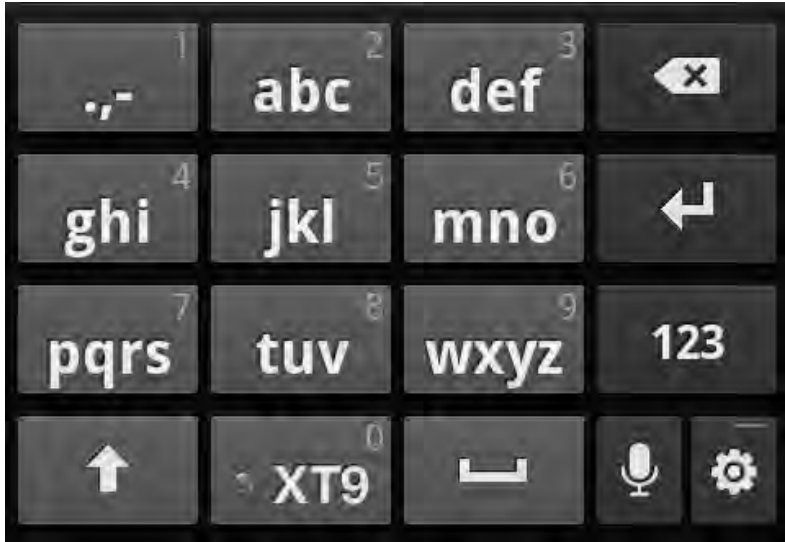 1 2 3
.,- abc def
4 5 6
ghi jkl mno
7 8 9
pqrs tuv wxyz 123
0
XT9